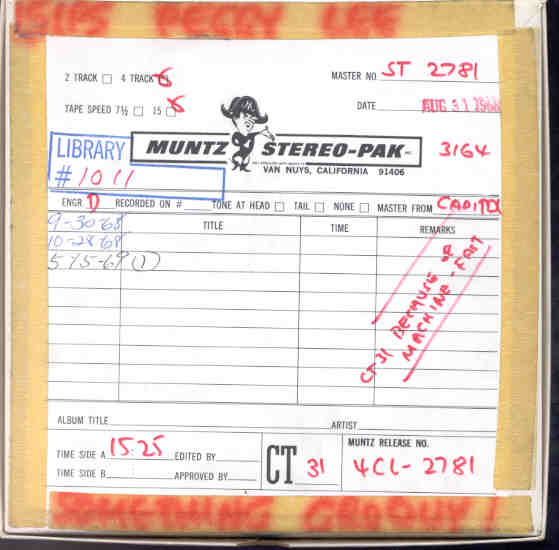 PEGGY LEE
2 TRACK 4 TRACK MASTER NO. ST 2781
TAPE SPEED 7½ 15 DATE AUG 31
LIBRARY MUNTZ STEREO-PAK INC. 3164
#1011 VAN NUYS, CALIFORNIA 91406
ENGR D RECORDED ON # TONE AT HEAD TAIL NONE MASTER FROM CAPITOL
9-30-68 TITLE TIME REMARKS
10-28-68
5-15-69 (1)
CT-31 BECAUSE OF
MACHINE - FAST
ALBUM TITLE ARTIST
TIME SIDE A 15:25 EDITED BY CT 31 MUNTZ RELEASE NO.
TIME SIDE B APPROVED BY 4CL-2781
SOMETHING GROOVY!